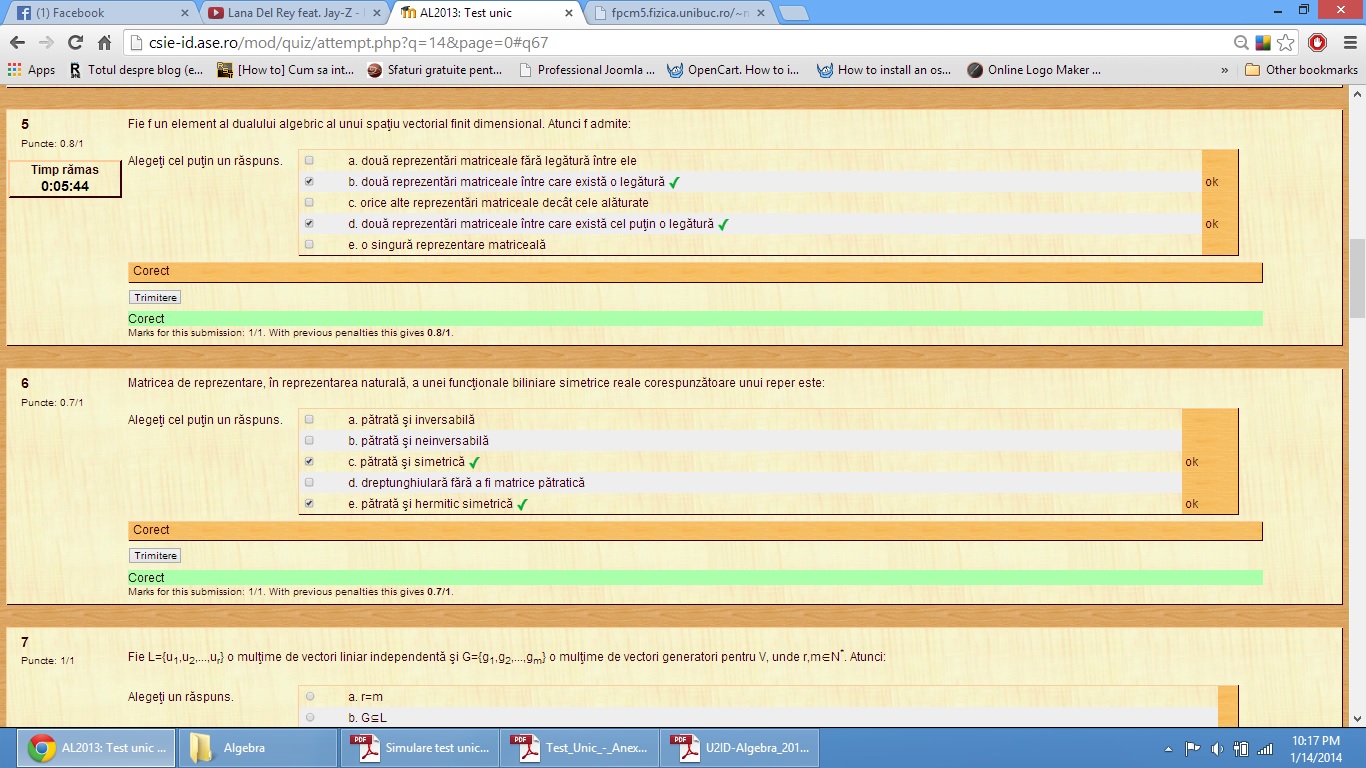 (1) Facebook
Lana Del Rey feat. Jay-Z -
AL2013: Test unic
fpcm5.fizica.unibuc.ro/~
csie-id.ase.ro/mod/quiz/attempt.php?q=14&page=0#q67
Apps
Totul despre blog (e...
[How to] Cum sa int...
Sfaturi gratuite pent...
Professional Joomla ...
OpenCart. How to i...
How to install an os...
Online Logo Maker ...
»
Other bookmarks
5
Puncte: 0.8/1
Timp rămas
0:05:44
Fie f un element al dualului algebric al unui spaţiu vectorial finit dimensional. Atunci f admite:
Alegeţi cel puţin un răspuns.
a. două reprezentări matriceale fără legătură între ele
b. două reprezentări matriceale între care există o legătură ok
c. orice alte reprezentări matriceale decât cele alăturate
d. două reprezentări matriceale între care există cel puţin o legătură ok
e. o singură reprezentare matriceală
Corect
Trimitere
Corect
Marks for this submission: 1/1. With previous penalties this gives 0.8/1.
6
Puncte: 0.7/1
Matricea de reprezentare, în reprezentarea naturală, a unei funcţionale biliniare simetrice reale corespunzătoare unui reper este:
Alegeţi cel puţin un răspuns.
a. pătrată şi inversabilă
b. pătrată şi neinversabilă
c. pătrată şi simetrică ok
d. dreptunghiulară fără a fi matrice pătratică
e. pătrată şi hermitic simetrică ok
Corect
Trimitere
Corect
Marks for this submission: 1/1. With previous penalties this gives 0.7/1.
7
Puncte: 1/1
Fie L={u1,u2,...,ur} o mulţime de vectori liniar independentă şi G={g1,g2,...,gm} o mulţime de vectori generatori pentru V, unde r,m∈N*. Atunci:
Alegeţi un răspuns.
a. r=m
b. G⊆L
AL2013: Test unic ...
Algebra
Simulare test unic...
Test_Unic_-_Anex...
U2ID-Algebra_201...
10:17 PM
1/14/2014